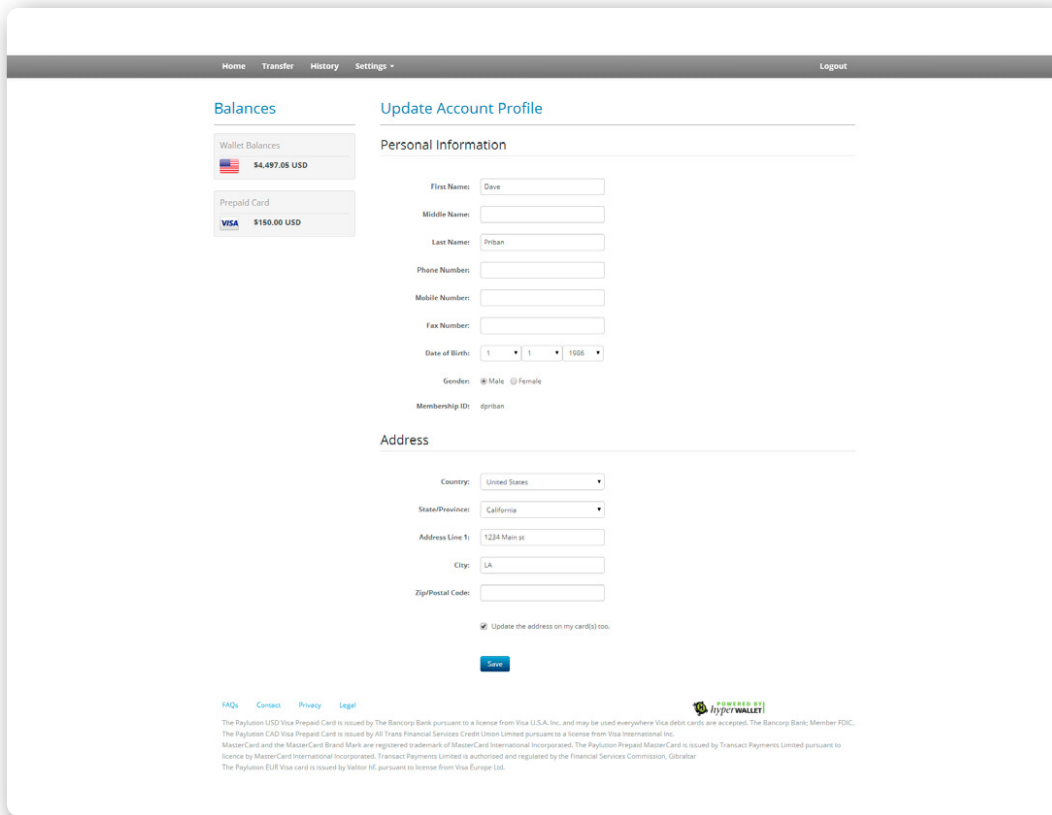 Home Transfer History Settings Logout
Balances
Wallet Balances
$4,497.05 USD
Prepaid Card
VISA $150.00 USD
Update Account Profile
Personal Information
First Name: Dave
Middle Name:
Last Name: Priban
Phone Number:
Mobile Number:
Fax Number:
Date of Birth: 1 1 1986
Gender: Male Female
Membership ID: dpriban
Address
Country: United States
State/Province: California
Address Line 1: 1234 Main st
City: LA
Zip/Postal Code:
Update the address on my card(s) too.
Save
FAQs Contact Privacy Legal
POWERED BY
hyperWALLET
The Paylution USD Visa Prepaid Card is issued by The Bancorp Bank pursuant to a license from Visa U.S.A. Inc. and may be used everywhere Visa debit cards are accepted. The Bancorp Bank; Member FDIC.
The Paylution CAD Visa Prepaid Card is issued by All Trans Financial Services Credit Union Limited pursuant to a license from Visa International Inc.
MasterCard and the MasterCard Brand Mark are registered trademark of MasterCard International Incorporated. The Paylution Prepaid MasterCard is issued by Transact Payments Limited pursuant to
licence by MasterCard International Incorporated. Transact Payments Limited is authorised and regulated by the Financial Services Commission, Gibraltar
The Paylution EUR Visa card is issued by Valitor hf. pursuant to license from Visa Europe Ltd.